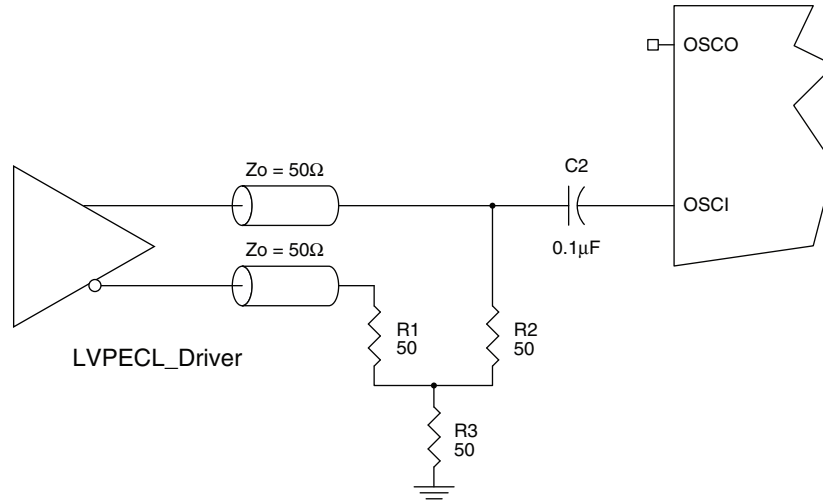 OSCO
Zo = 50Ω
C2
OSCI
0.1μF
Zo = 50Ω
R1
50
R2
50
LVPECL_Driver
R3
50